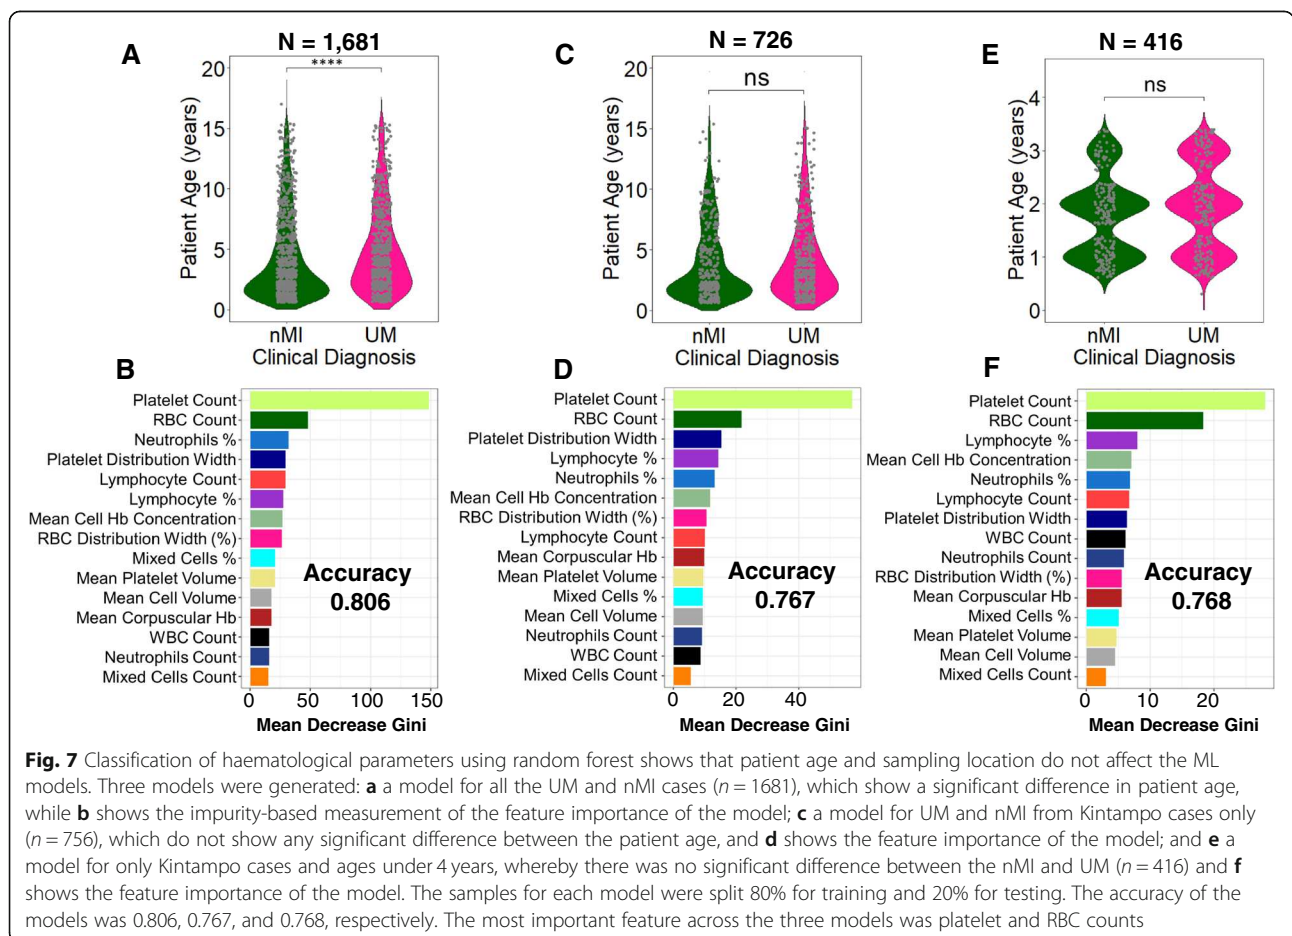 A
N = 1,681
****
20
15
10
5
0
Patient Age (years)
nMI
UM
Clinical Diagnosis
C
N = 726
ns
20
15
10
5
0
Patient Age (years)
nMI
UM
Clinical Diagnosis
E
N = 416
ns
4
3
2
1
0
Patient Age (years)
nMI
UM
Clinical Diagnosis
B
Platelet Count
RBC Count
Neutrophils %
Platelet Distribution Width
Lymphocyte Count
Lymphocyte %
Mean Cell Hb Concentration
RBC Distribution Width (%)
Mixed Cells %
Mean Platelet Volume
Mean Cell Volume
Mean Corpuscular Hb
WBC Count
Neutrophils Count
Mixed Cells Count
Accuracy
0.806
0
50
100
150
Mean Decrease Gini
D
Platelet Count
RBC Count
Platelet Distribution Width
Lymphocyte %
Neutrophils %
Mean Cell Hb Concentration
RBC Distribution Width (%)
Lymphocyte Count
Mean Corpuscular Hb
Mean Platelet Volume
Mixed Cells %
Mean Cell Volume
Neutrophils Count
WBC Count
Mixed Cells Count
Accuracy
0.767
0
20
40
Mean Decrease Gini
F
Platelet Count
RBC Count
Lymphocyte %
Mean Cell Hb Concentration
Neutrophils %
Lymphocyte Count
Platelet Distribution Width
WBC Count
Neutrophils Count
RBC Distribution Width (%)
Mean Corpuscular Hb
Mixed Cells %
Mean Platelet Volume
Mean Cell Volume
Mixed Cells Count
Accuracy
0.768
0
10
20
Mean Decrease Gini
Fig. 7 Classification of haematological parameters using random forest shows that patient age and sampling location do not affect the ML
models. Three models were generated: a a model for all the UM and nMI cases (n = 1681), which show a significant difference in patient age,
while b shows the impurity-based measurement of the feature importance of the model; c a model for UM and nMI from Kintampo cases only
(n = 756), which do not show any significant difference between the patient age, and d shows the feature importance of the model; and e a
model for only Kintampo cases and ages under 4 years, whereby there was no significant difference between the nMI and UM (n = 416) and f
shows the feature importance of the model. The samples for each model were split 80% for training and 20% for testing. The accuracy of the
models was 0.806, 0.767, and 0.768, respectively. The most important feature across the three models was platelet and RBC counts